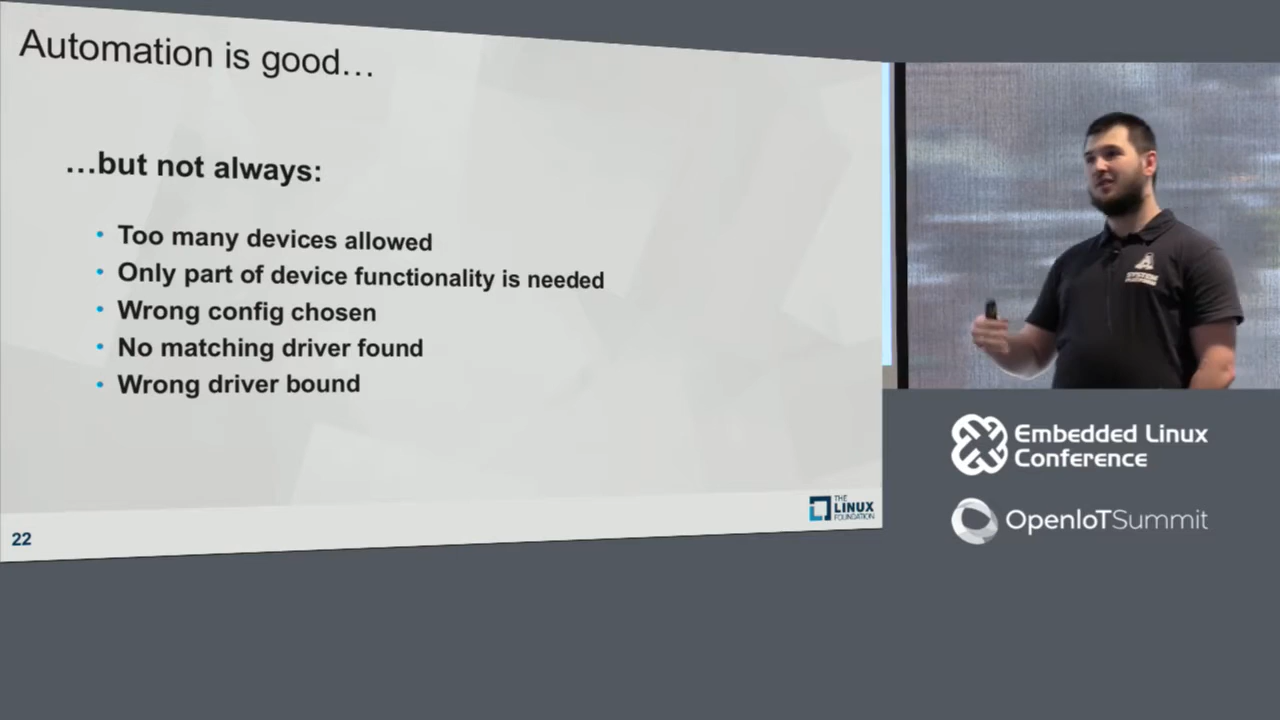 Automation is good…
…but not always:
• Too many devices allowed
• Only part of device functionality is needed
• Wrong config chosen
• No matching driver found
• Wrong driver bound
THE
LINUX
FOUNDATION
22
SYSTEM
Embedded Linux
Conference
OpenIoTSummit